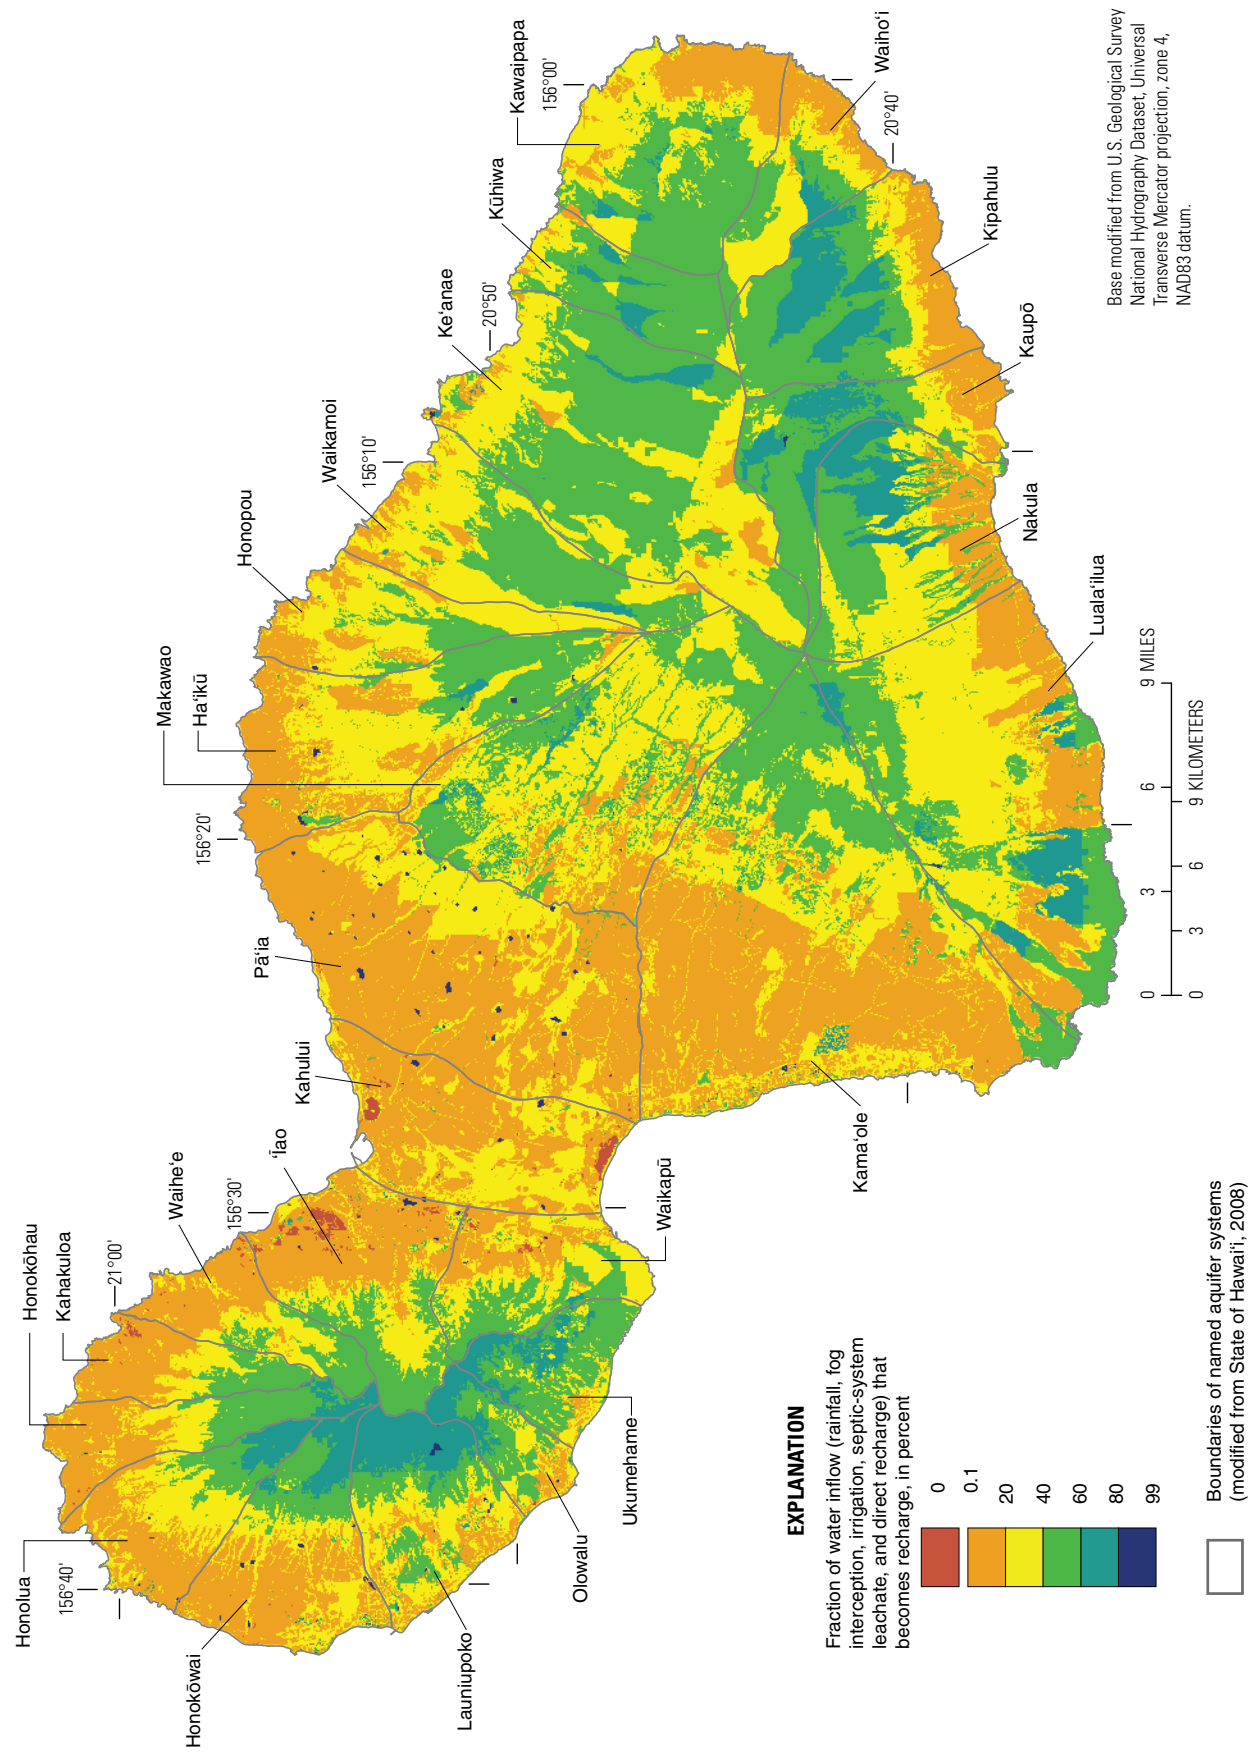 Honolua
Honokōhau
Kahakuloa
Waiheʻe
ʻĪao
Kahului
Pāʻia
Makawao
Haʻikū
Honopou
Waikamoi
Keʻanae
Kūhiwa
Kawaipapa
Waihoʻi
Kipahulu
Kaupō
Nakula
Lualaʻilua
Kamaʻole
Waikapū
Ukumehame
Olowalu
Launiupoko
Honokōwai
156°40'
21°00'
156°30'
156°20'
156°10'
20°50'
156°00'
20°40'
0 3 6 9 MILES
0 3 6 9 KILOMETERS
Base modified from U.S. Geological Survey
National Hydrography Dataset, Universal
Transverse Mercator projection, zone 4,
NAD83 datum.
EXPLANATION
Fraction of water inflow (rainfall, fog
interception, irrigation, septic-system
leachate, and direct recharge) that
becomes recharge, in percent
0
0.1
20
40
60
80
99
Boundaries of named aquifer systems
(modified from State of Hawaiʻi, 2008)